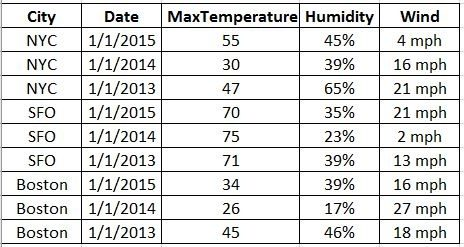 City Date MaxTemperature Humidity Wind
NYC 1/1/2015 55 45% 4 mph
NYC 1/1/2014 30 39% 16 mph
NYC 1/1/2013 47 65% 21 mph
SFO 1/1/2015 70 35% 21 mph
SFO 1/1/2014 75 23% 2 mph
SFO 1/1/2013 71 39% 13 mph
Boston 1/1/2015 34 39% 16 mph
Boston 1/1/2014 26 17% 27 mph
Boston 1/1/2013 45 46% 18 mph